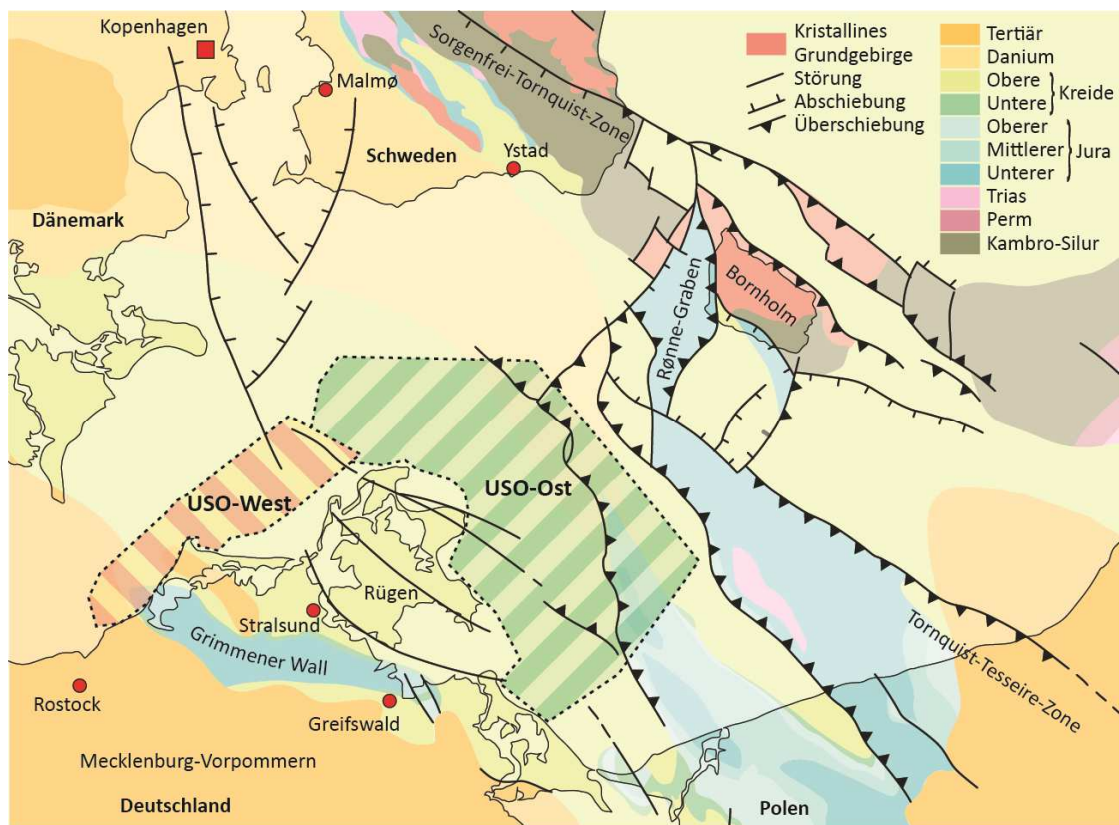 Kopenhagen
Malmø
Sorgenfrei-Tornquist-Zone
Schweden
Ystad
Dänemark
Kristallines
Grundgebirge
Störung
Abschiebung
Überschiebung
Tertiär
Danium
Obere
Untere
Kreide
Oberer
Mittlerer
Unterer
Jura
Trias
Perm
Kambro-Silur
Rønne-Graben
Bornholm
USO-West
USO-Ost
Rügen
Stralsund
Grimmener Wall
Rostock
Greifswald
Tornquist-Tesseire-Zone
Mecklenburg-Vorpommern
Deutschland
Polen